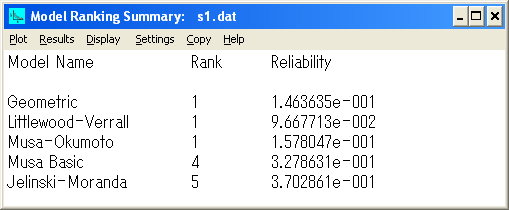 Model Ranking Summary: s1.dat
Plot Results Display Settings Copy Help
Model Name Rank Reliability
Geometric 1 1.463635e-001
Littlewood-Verrall 1 9.667713e-002
Musa-Okumoto 1 1.578047e-001
Musa Basic 4 3.278631e-001
Jelinski-Moranda 5 3.702861e-001